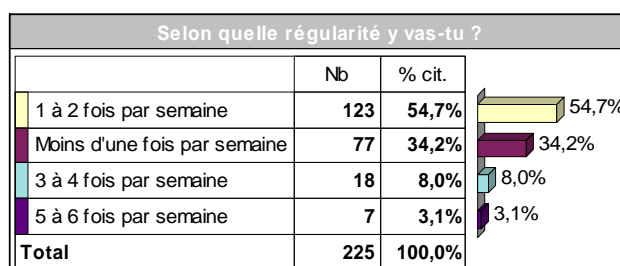 Selon quelle régularité y vas-tu ?
Nb % cit.
1 à 2 fois par semaine 123 54,7% 54,7%
Moins d'une fois par semaine 77 34,2% 34,2%
3 à 4 fois par semaine 18 8,0% 8,0%
5 à 6 fois par semaine 7 3,1% 3,1%
Total 225 100,0%